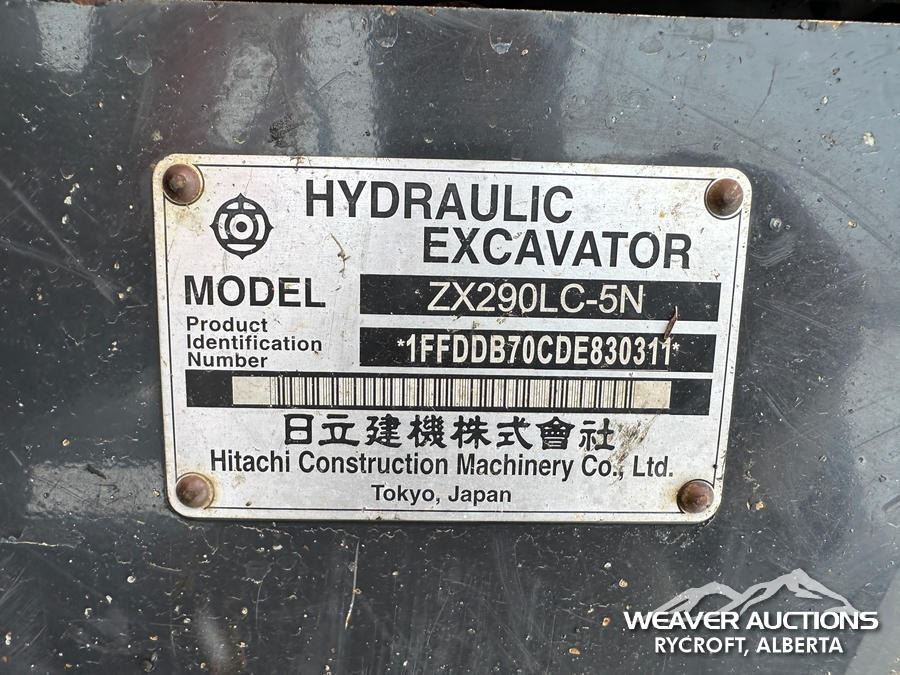 HYDRAULIC
EXCAVATOR
MODEL ZX290LC-5N
Product
Identification
Number
*1FFDDB70CDE830311*
日立建機株式會社
Hitachi Construction Machinery Co., Ltd.
Tokyo, Japan
WEAVER AUCTIONS
RYCROFT, ALBERTA